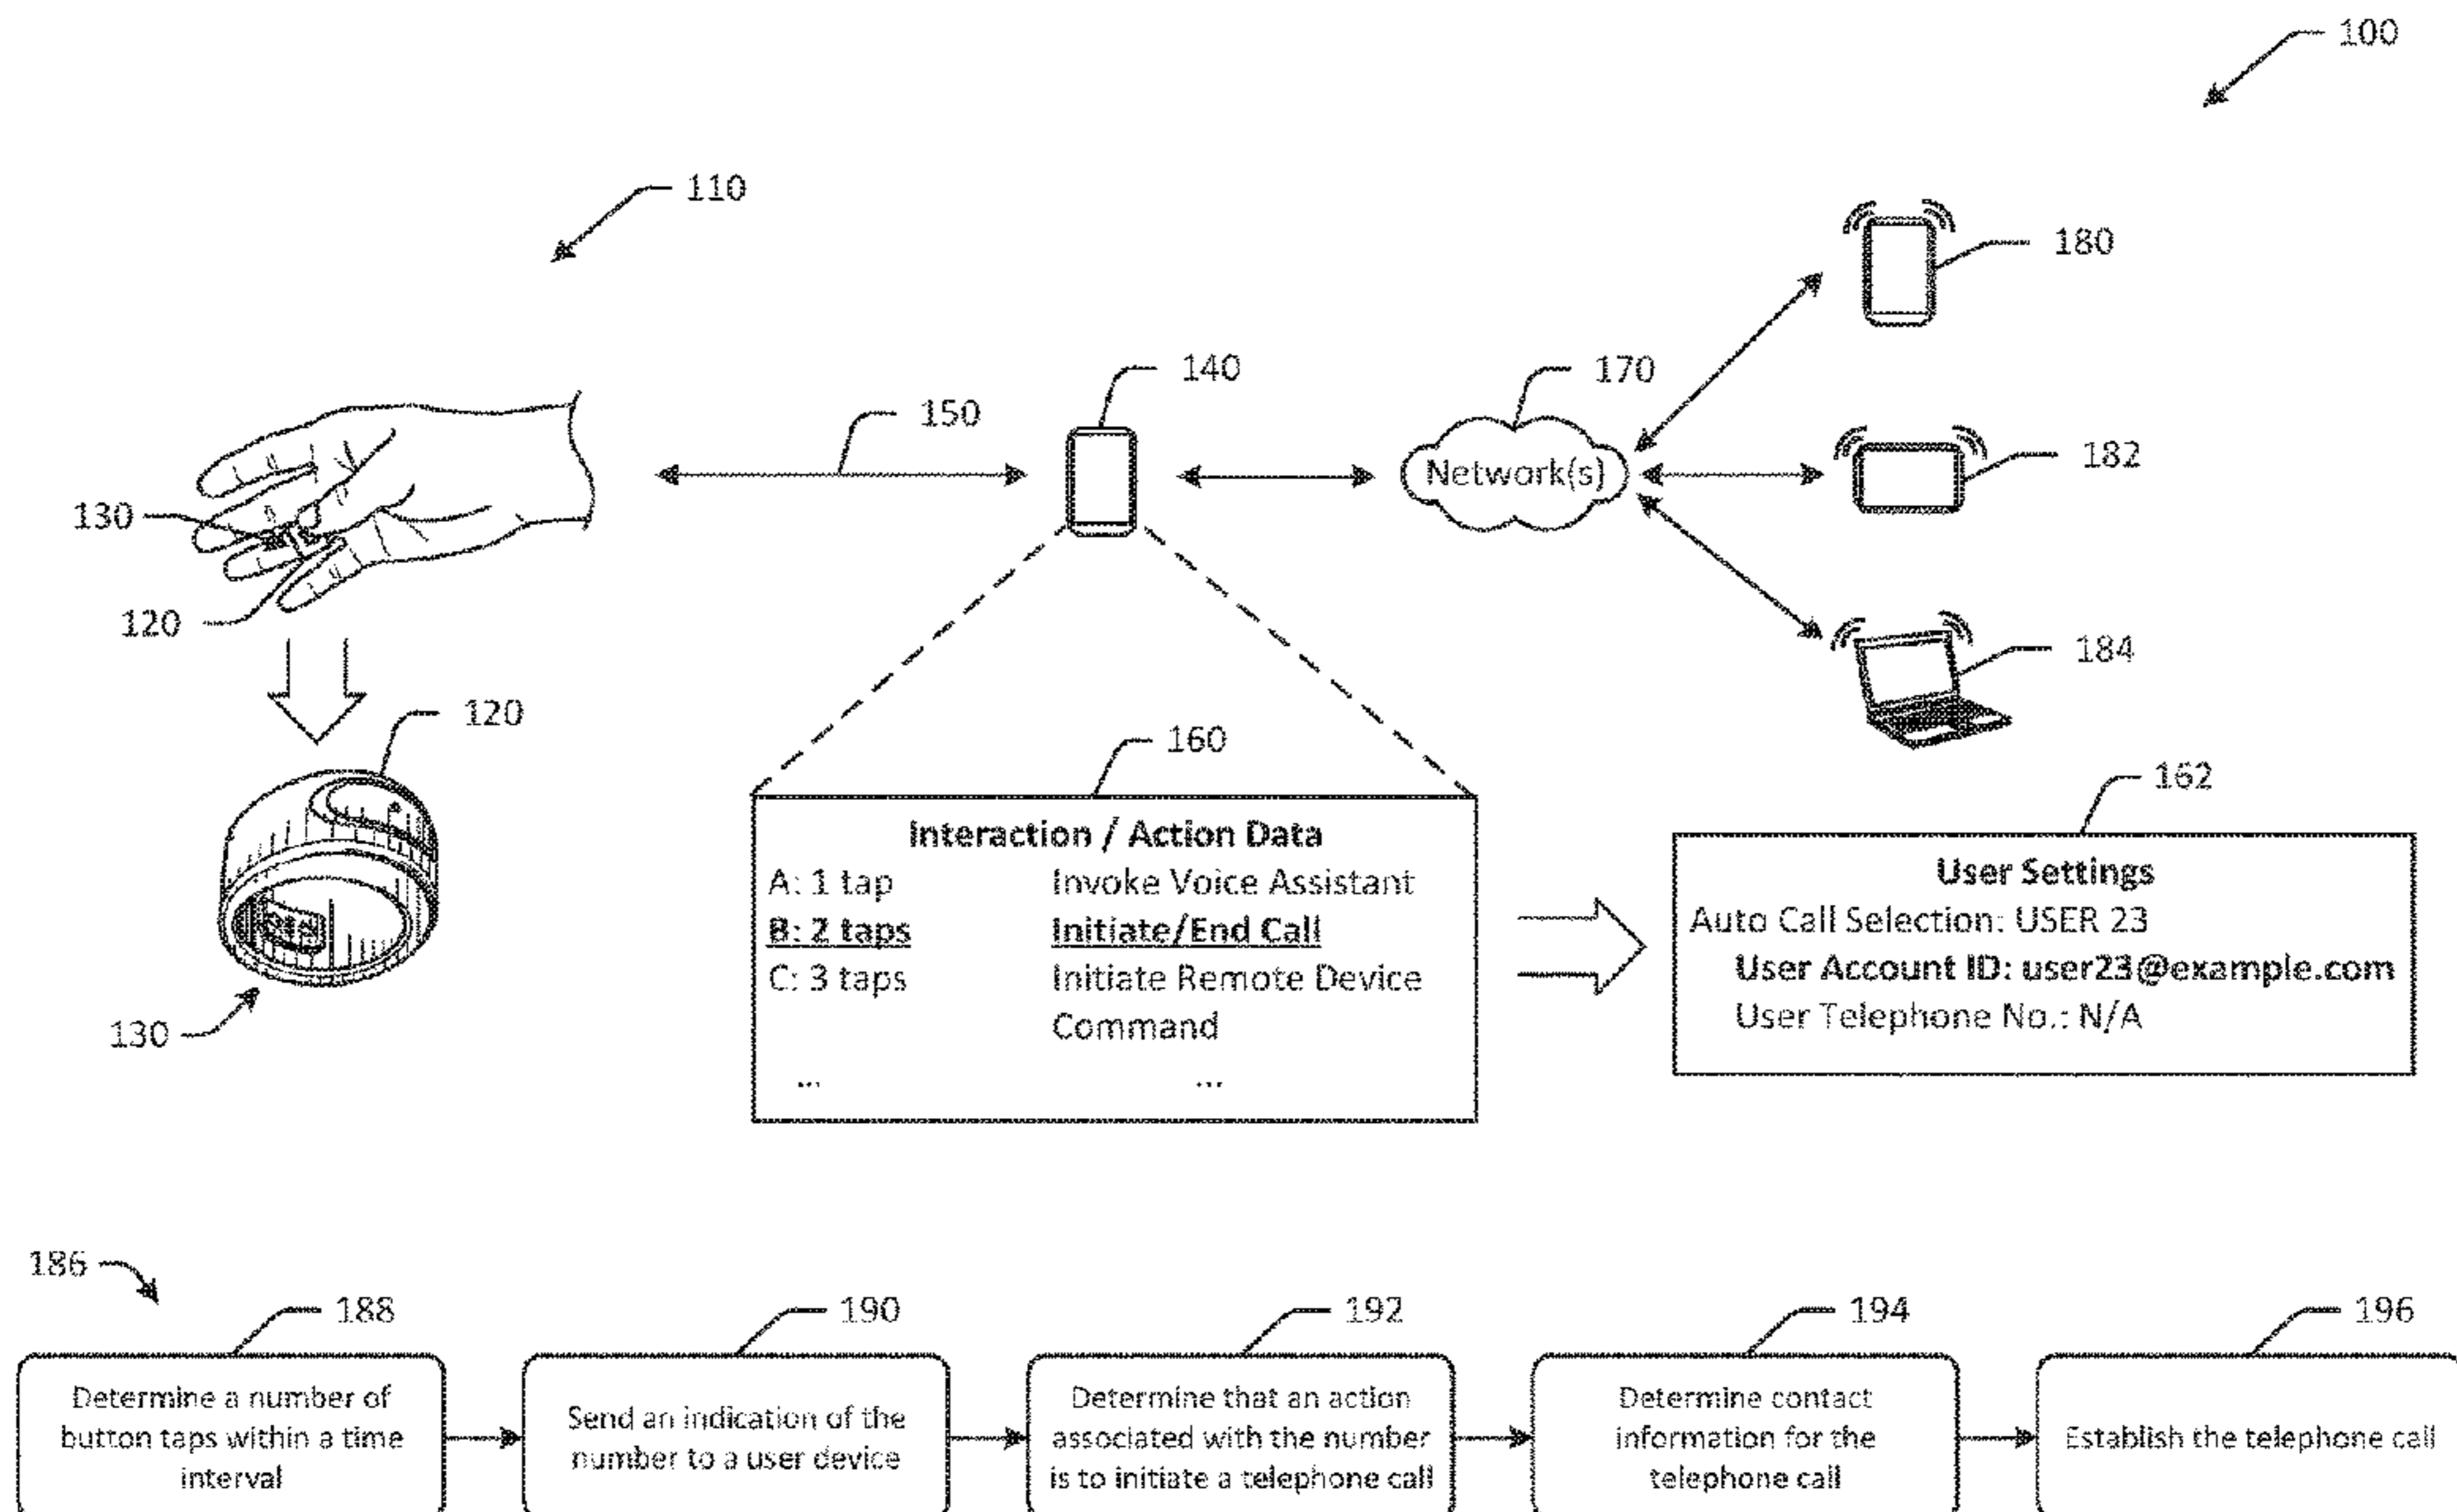 100
110
180
140
170
150
182
Network(s)
130
120
184
120
160
162
Interaction / Action Data
A: 1 tap Invoke Voice Assistant
B: 2 taps Initiate/End Call
C: 3 taps Initiate Remote Device
Command
... ...
User Settings
Auto Call Selection: USER 23
User Account ID: user23@example.com
User Telephone No.: N/A
130
186
188
190
192
194
196
Determine a number of
button taps within a time
interval
Send an indication of the
number to a user device
Determine that an action
associated with the number
is to initiate a telephone call
Determine contact
information for the
telephone call
Establish the telephone call